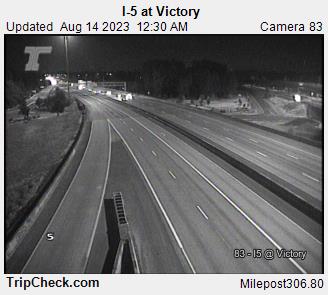 I-5 at Victory
Updated  Aug 14 2023  12:30 AM  Camera 83
S
83 - I5 @ Victory
TripCheck.com  Milepost306.80